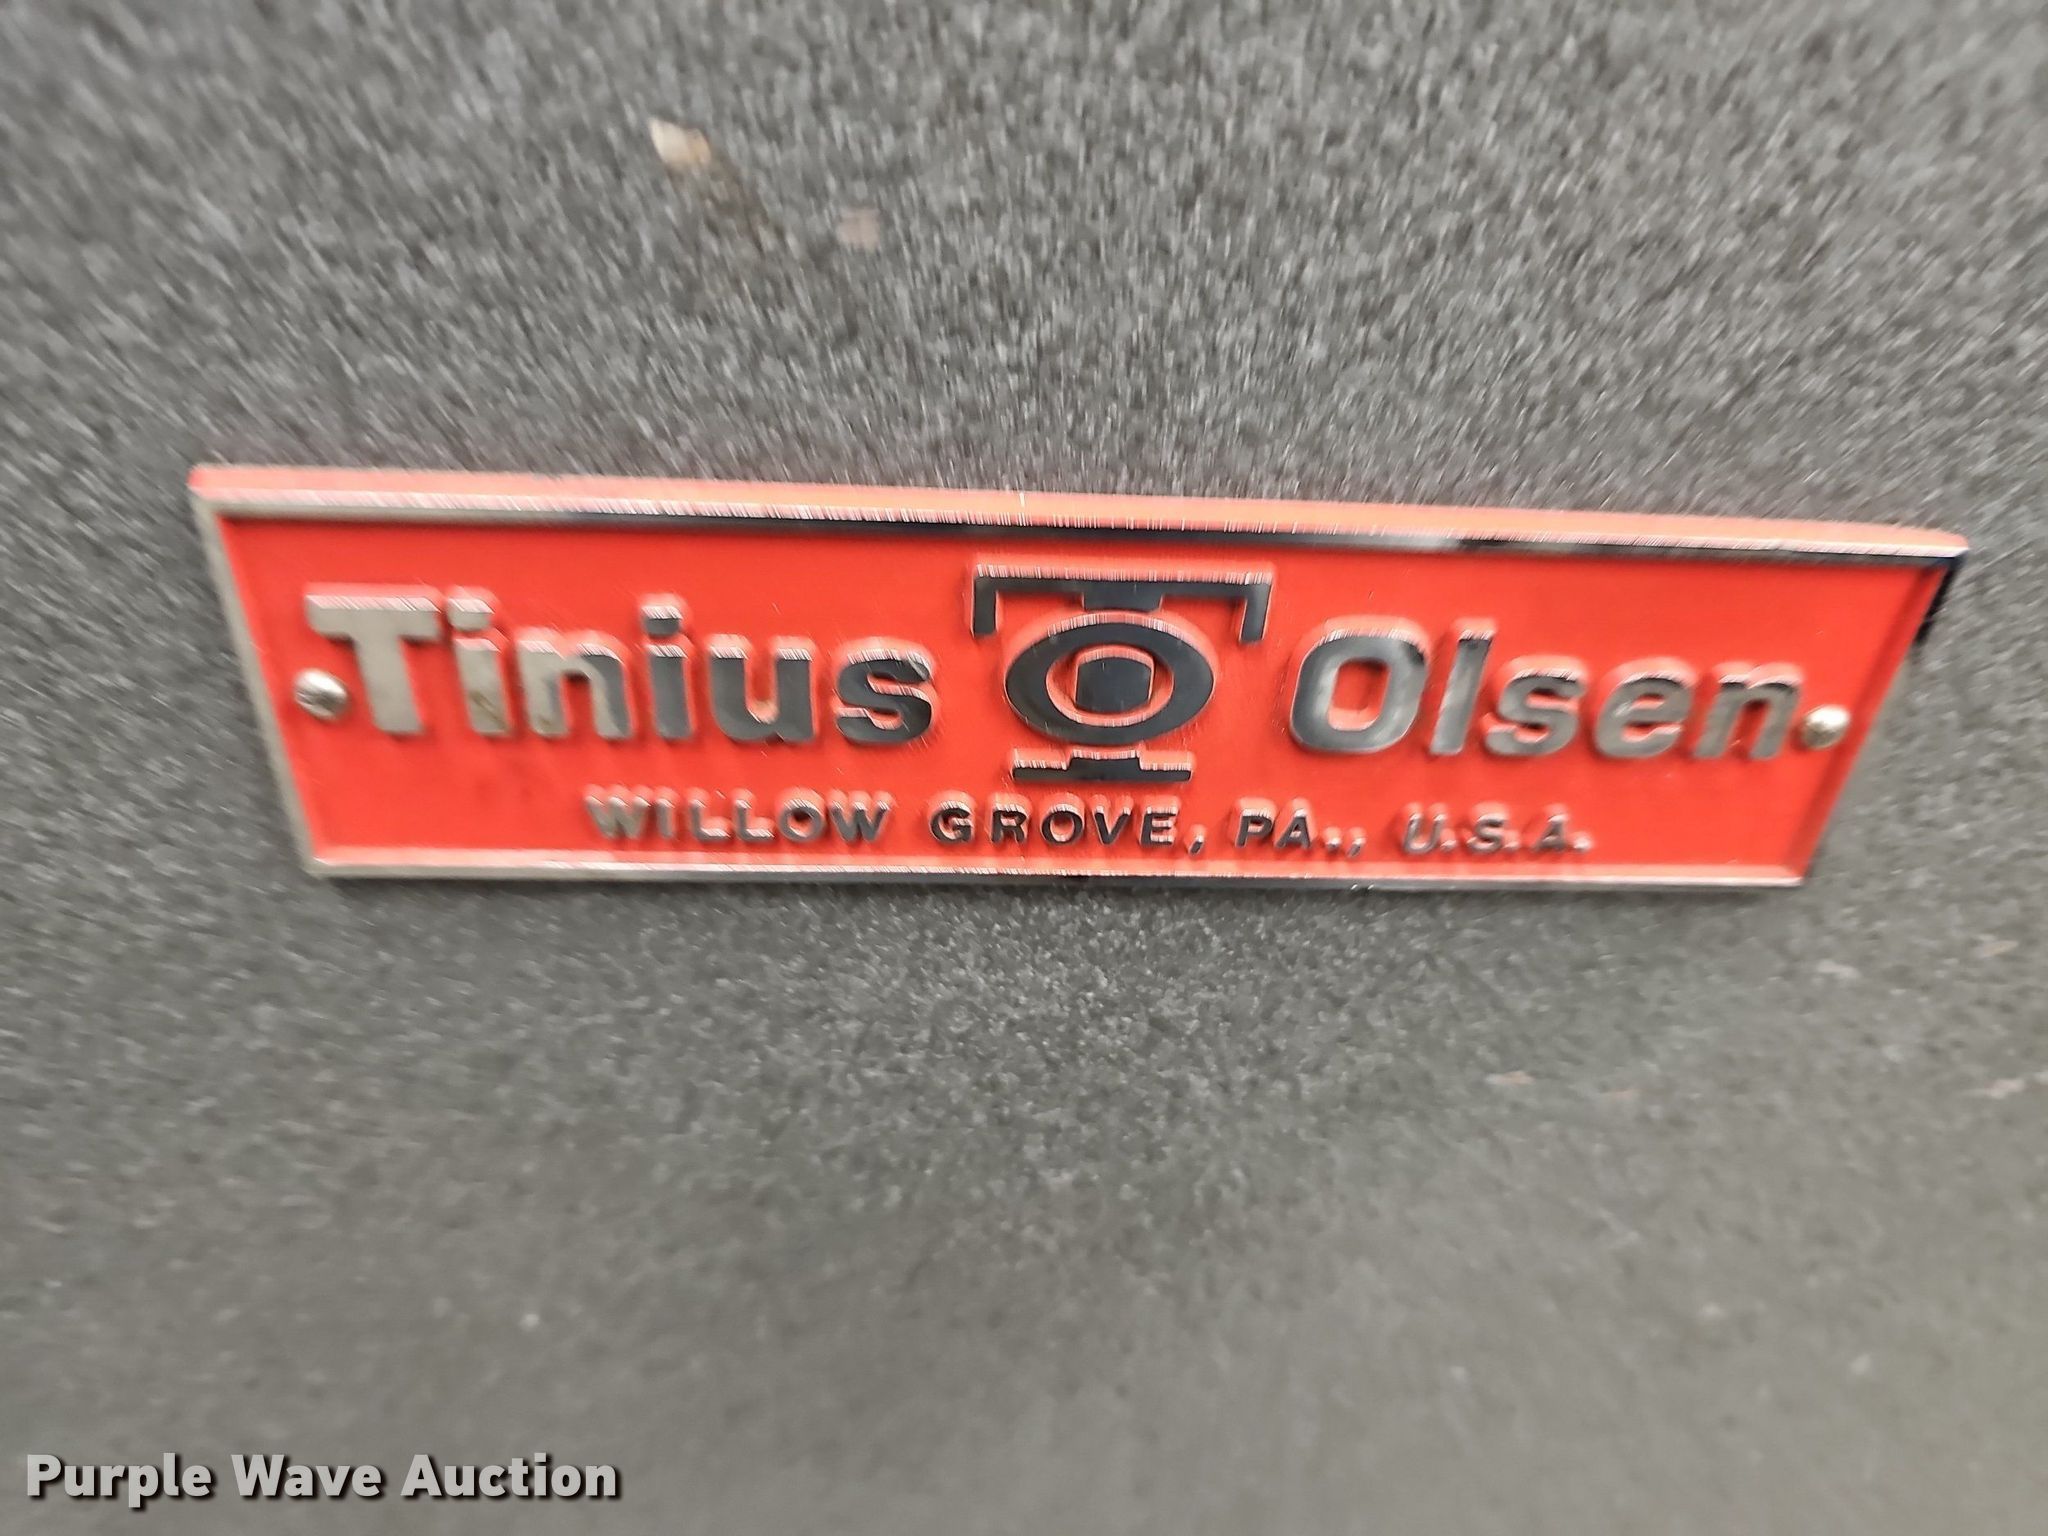 Tinius Olsen
WILLOW GROVE, PA., U.S.A.
Purple Wave Auction